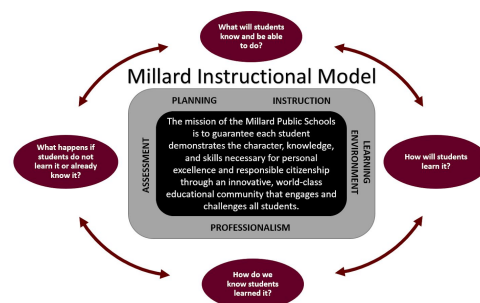 What will students
know and be able
to do?
Millard Instructional Model
PLANNING
INSTRUCTION
ASSESSMENT
The mission of the Millard Public Schools
is to guarantee each student
demonstrates the character, knowledge,
and skills necessary for personal
excellence and responsible citizenship
through an innovative, world-class
educational community that engages and
challenges all students.
LEARNING
ENVIRONMENT
PROFESSIONALISM
What happens if
students do not
learn it or already
know it?
How will students
learn it?
How do we
know students
learned it?